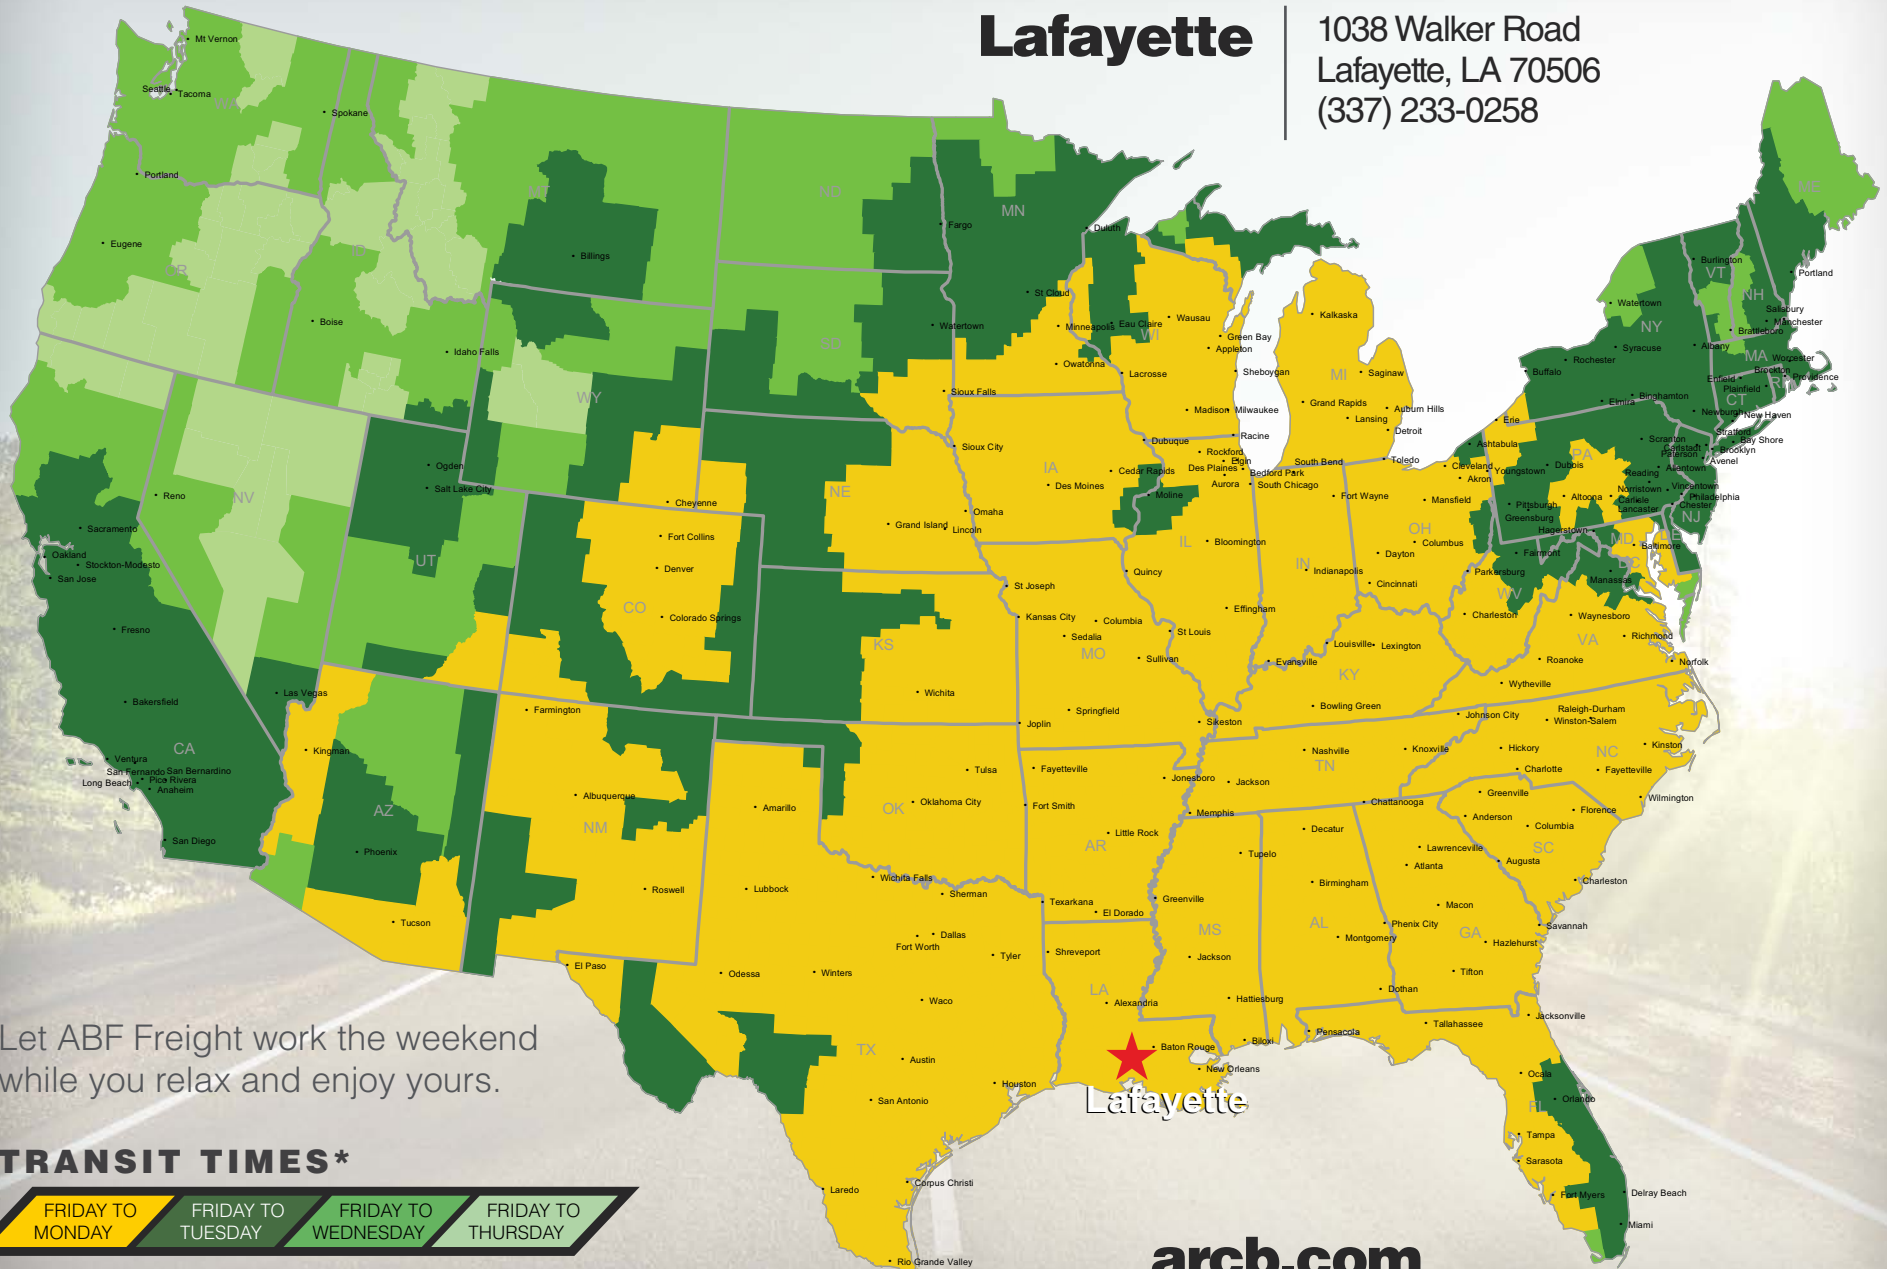 Lafayette
1038 Walker Road
Lafayette, LA 70506
(337) 233-0258
Mt Vernon
Seattle
Tacoma
WA
Spokane
Portland
Eugene
OR
ID
Boise
Idaho Falls
MT
Billings
ND
Fargo
MN
Duluth
St Cloud
Minneapolis
Owatonna
Watertown
SD
Sioux Falls
WY
Cheyenne
Eau Claire
Wausau
WI
Green Bay
Appleton
Lacrosse
Sheboygan
Madison
Milwaukee
Racine
Kalkaska
MI
Saginaw
Grand Rapids
Lansing
Auburn Hills
Detroit
ME
Portland
Burlington
VT
NH
Salisbury
Manchester
Brattleboro
Watertown
NY
Syracuse
Rochester
Albany
Buffalo
MA
Worcester
Brockton
Providence
RI
Enfield
Plainfield
CT
Elmira
Binghamton
Newburgh
New Haven
Stratford
Bay Shore
Brooklyn
Avenel
Carlstadt
Paterson
Scranton
Erie
Ashtabula
PA
Dubois
Reading
Allentown
Norristown
Vincentown
Philadelphia
Chester
Carlisle
Lancaster
Altoona
Pittsburgh
Greensburg
Hagerstown
NJ
MD
DE
DC
Baltimore
Manassas
Fairmont
Parkersburg
WV
Charleston
Waynesboro
VA
Richmond
Norfolk
Roanoke
Wytheville
Toledo
Cleveland
Youngstown
Akron
Mansfield
OH
Columbus
Dayton
Cincinnati
South Bend
Fort Wayne
IN
Indianapolis
Evansville
Dubuque
Rockford
Elgin
Des Plaines
Bedford Park
Aurora
South Chicago
Moline
IL
Bloomington
Quincy
Effingham
Sioux City
IA
Cedar Rapids
Des Moines
NE
Omaha
Grand Island
Lincoln
Reno
NV
Las Vegas
Ogden
Salt Lake City
UT
Fort Collins
Denver
CO
Colorado Springs
KS
Wichita
St Joseph
Kansas City
Columbia
Sedalia
MO
St Louis
Sullivan
Springfield
Joplin
Sikeston
Louisville
Lexington
KY
Bowling Green
Sacramento
Oakland
Stockton-Modesto
San Jose
Fresno
Bakersfield
CA
Ventura
San Fernando
San Bernardino
Long Beach
Pico Rivera
Anaheim
San Diego
Kingman
AZ
Phoenix
Tucson
Farmington
Albuquerque
NM
Roswell
Amarillo
Lubbock
Tulsa
OK
Oklahoma City
Wichita Falls
Sherman
Fayetteville
Fort Smith
Jonesboro
Little Rock
AR
Texarkana
El Dorado
Nashville
TN
Jackson
Memphis
Knoxville
Johnson City
Chattanooga
Raleigh-Durham
Winston-Salem
Hickory
NC
Kinston
Charlotte
Fayetteville
Wilmington
Greenville
Anderson
Florence
Columbia
SC
Charleston
Lawrenceville
Atlanta
Augusta
Macon
GA
Savannah
Hazlehurst
Tifton
Decatur
Birmingham
AL
Montgomery
Phenix City
Dothan
Tupelo
Greenville
MS
Jackson
Hattiesburg
Biloxi
Shreveport
LA
Alexandria
Baton Rouge
New Orleans
Lafayette
El Paso
Odessa
Winters
Dallas
Fort Worth
Tyler
Waco
TX
Austin
Houston
San Antonio
Corpus Christi
Laredo
Rio Grande Valley
Pensacola
Tallahassee
Jacksonville
Ocala
FL
Orlando
Tampa
Sarasota
Fort Myers
Delray Beach
Miami
Let ABF Freight work the weekend
while you relax and enjoy yours.
TRANSIT TIMES*
FRIDAY TO
MONDAY
FRIDAY TO
TUESDAY
FRIDAY TO
WEDNESDAY
FRIDAY TO
THURSDAY
arcb.com